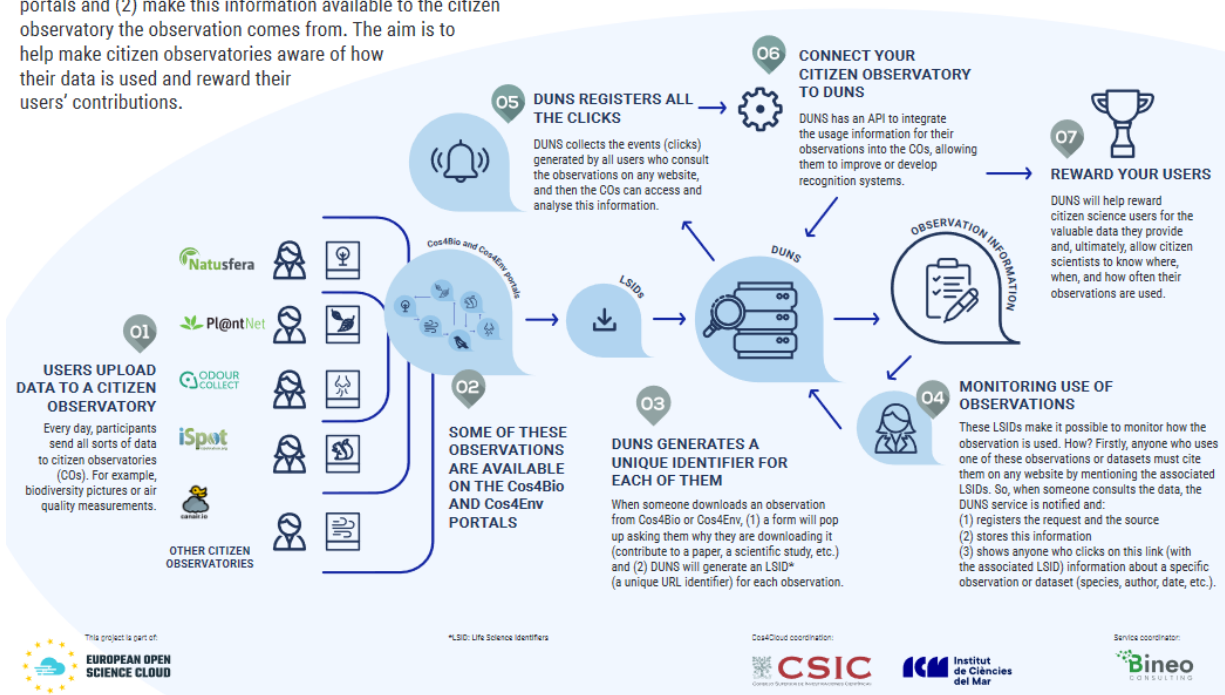 portals and (2) make this information available to the citizen
observatory the observation comes from. The aim is to
help make citizen observatories aware of how
their data is used and reward their
users' contributions.
01
USERS UPLOAD
DATA TO A CITIZEN
OBSERVATORY
Every day, participants
send all sorts of data
to citizen observatories
(COs). For example,
biodiversity pictures or air
quality measurements.
Natusfera
Pl@ntNet
ODOUR
COLLECT
iSpot
canair.io
OTHER CITIZEN
OBSERVATORIES
Cos4Bio and Cos4Env portals
02
SOME OF THESE
OBSERVATIONS
ARE AVAILABLE
ON THE Cos4Bio
AND Cos4Env
PORTALS
LSIDs
03
DUNS GENERATES A
UNIQUE IDENTIFIER FOR
EACH OF THEM
When someone downloads an observation
from Cos4Bio or Cos4Env, (1) a form will pop
up asking them why they are downloading it
(contribute to a paper, a scientific study, etc.)
and (2) DUNS will generate an LSID*
(a unique URL identifier) for each observation.
DUNS
OBSERVATION INFORMATION
04
MONITORING USE OF
OBSERVATIONS
These LSIDs make it possible to monitor how the
observation is used. How? Firstly, anyone who uses
one of these observations or datasets must cite
them on any website by mentioning the associated
LSIDs. So, when someone consults the data, the
DUNS service is notified and:
(1) registers the request and the source
(2) stores this information
(3) shows anyone who clicks on this link (with
the associated LSID) information about a specific
observation or dataset (species, author, date, etc.).
05
DUNS REGISTERS ALL
THE CLICKS
DUNS collects the events (clicks)
generated by all users who consult
the observations on any website,
and then the COs can access and
analyse this information.
06
CONNECT YOUR
CITIZEN OBSERVATORY
TO DUNS
DUNS has an API to integrate
the usage information for their
observations into the COs, allowing
them to improve or develop
recognition systems.
07
REWARD YOUR USERS
DUNS will help reward
citizen science users for the
valuable data they provide
and, ultimately, allow citizen
scientists to know where,
when, and how often their
observations are used.
This project is part of:
EUROPEAN OPEN
SCIENCE CLOUD
*LSID: Life Science Identifiers
Cos4Cloud coordination:
CSIC
CONSEJO SUPERIOR DE INVESTIGACIONES CIENTÍFICAS
ICM
Institut
de Ciències
del Mar
Service coordinator:
Bineo
CONSULTING